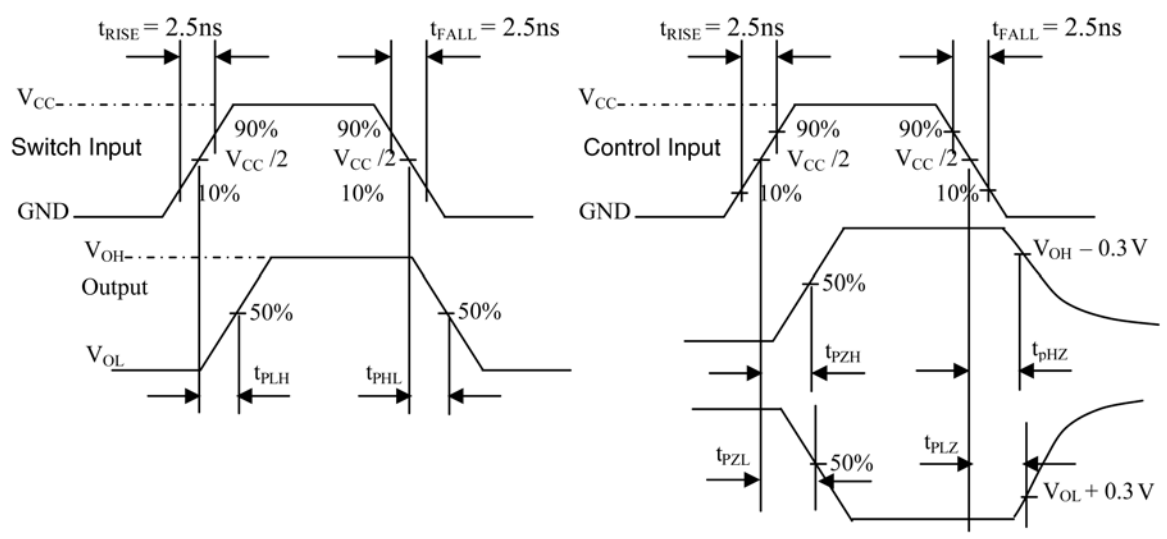 tRISE = 2.5ns
tFALL = 2.5ns
VCC
90%
90%
Switch Input
VCC /2
VCC /2
10%
10%
GND
VOH
Output
50%
50%
VOL
tPLH
tPHL
tRISE = 2.5ns
tFALL = 2.5ns
VCC
90%
90%
Control Input
VCC /2
VCC /2
10%
10%
GND
VOH – 0.3 V
50%
tPZH
tpHZ
tPZL
50%
tPLZ
VOL + 0.3 V